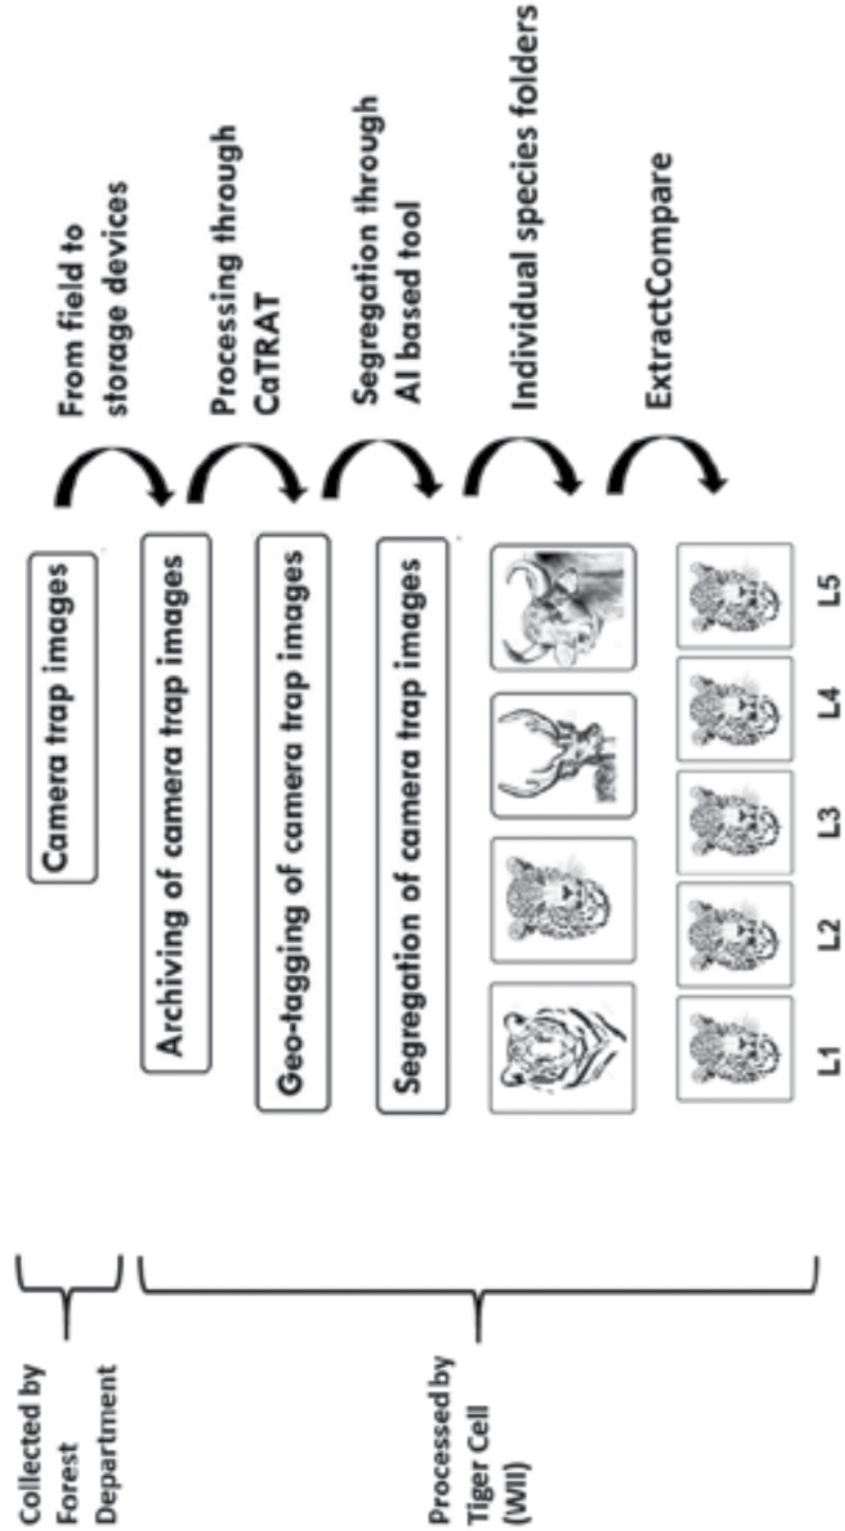 Collected by
Forest
Department
Camera trap images
From field to
storage devices
Processed by
Tiger Cell
(WII)
Archiving of camera trap images
Processing through
CaTRAT
Geo-tagging of camera trap images
Segregation through
AI based tool
Segregation of camera trap images
Individual species folders
ExtractCompare
L1 L2 L3 L4 L5